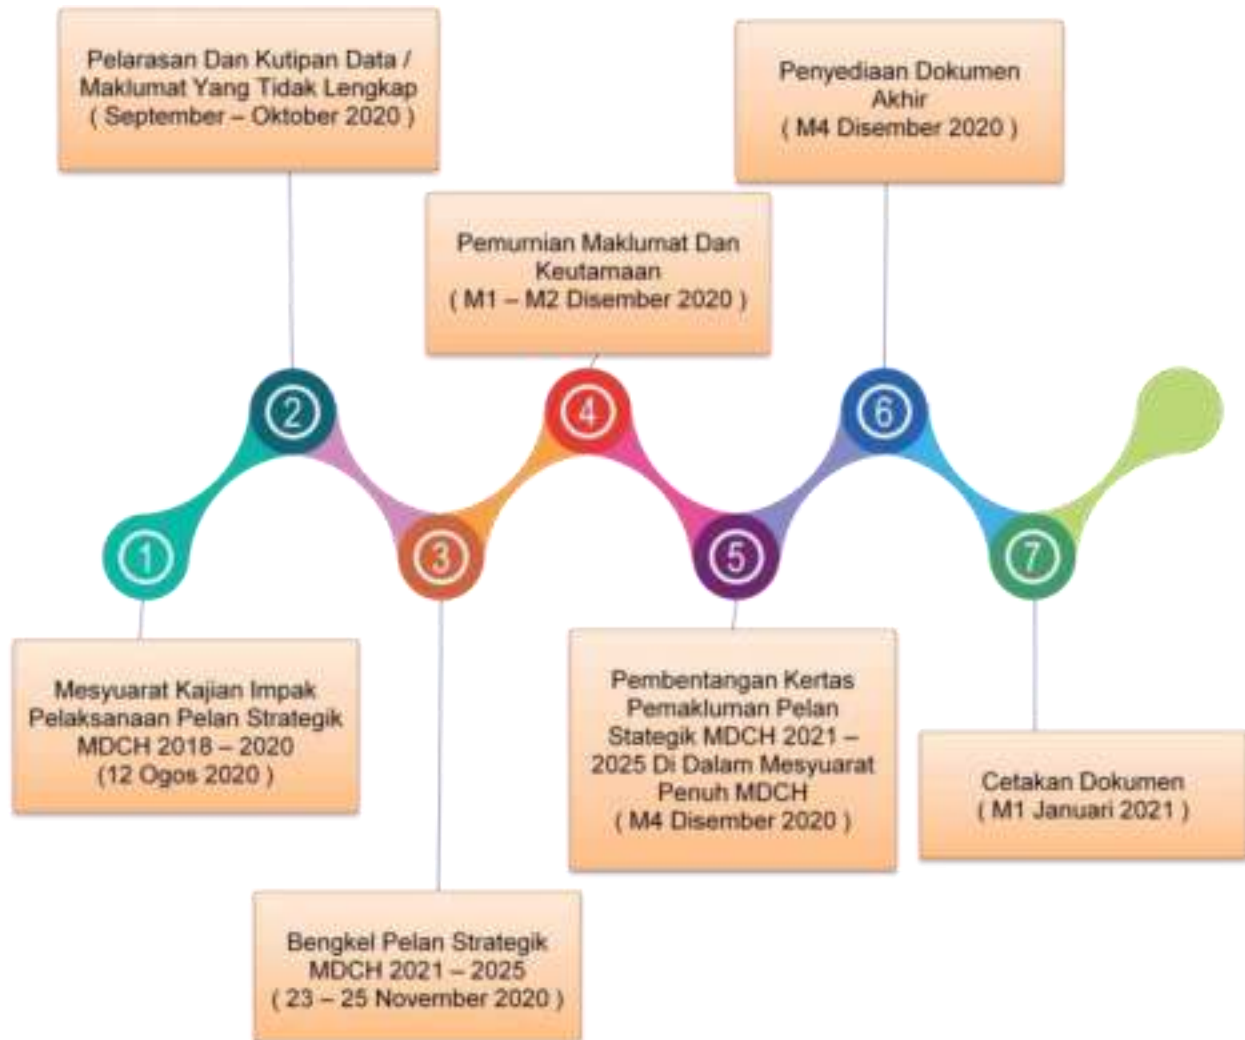 Pelarasan Dan Kutipan Data /
Maklumat Yang Tidak Lengkap
( September – Oktober 2020 )
Penyediaan Dokumen
Akhir
( M4 Disember 2020 )
Pemurnian Maklumat Dan
Keutamaan
( M1 – M2 Disember 2020 )
2
4
6
1
3
5
7
Mesyuarat Kajian Impak
Pelaksanaan Pelan Strategik
MDCH 2018 – 2020
(12 Ogos 2020 )
Pembentangan Kertas
Pemakluman Pelan
Stategik MDCH 2021 –
2025 Di Dalam Mesyuarat
Penuh MDCH
( M4 Disember 2020 )
Cetakan Dokumen
( M1 Januari 2021 )
Bengkel Pelan Strategik
MDCH 2021 – 2025
( 23 – 25 November 2020 )